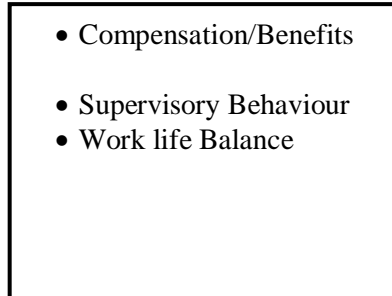 • Compensation/Benefits
• Supervisory Behaviour
• Work life Balance